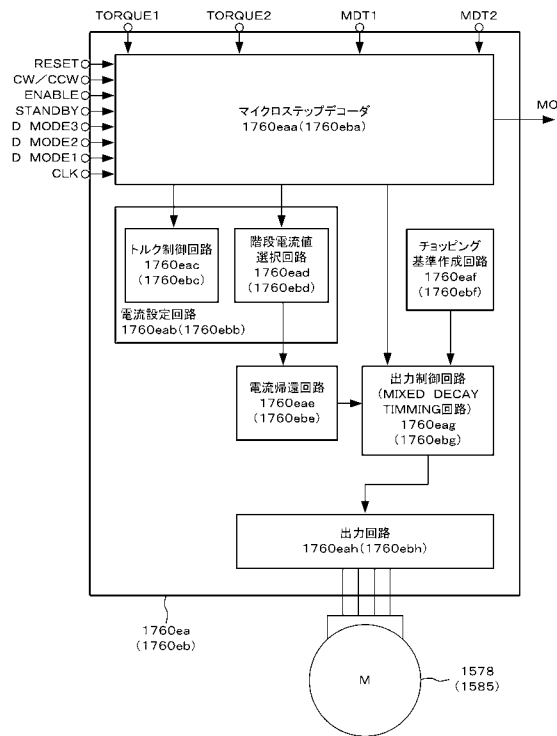 TORQUE1
TORQUE2
MDT1
MDT2
RESET
CW/CCW
ENABLE
STANDBY
D MODE3
D MODE2
D MODE1
CLK
マイクロステップデコーダ
1760eaa(1760eba)
MO
トルク制御回路
1760eac
(1760ebc)
階段電流値
選択回路
1760ead
(1760ebd)
電流設定回路
1760eab(1760ebb)
チョッピング
基準作成回路
1760eaf
(1760ebf)
電流帰還回路
1760eae
(1760ebe)
出力制御回路
(MIXED DECAY
TIMMING回路)
1760eag
(1760ebg)
出力回路
1760eah(1760ebh)
1760ea
(1760eb)
M
1578
(1585)